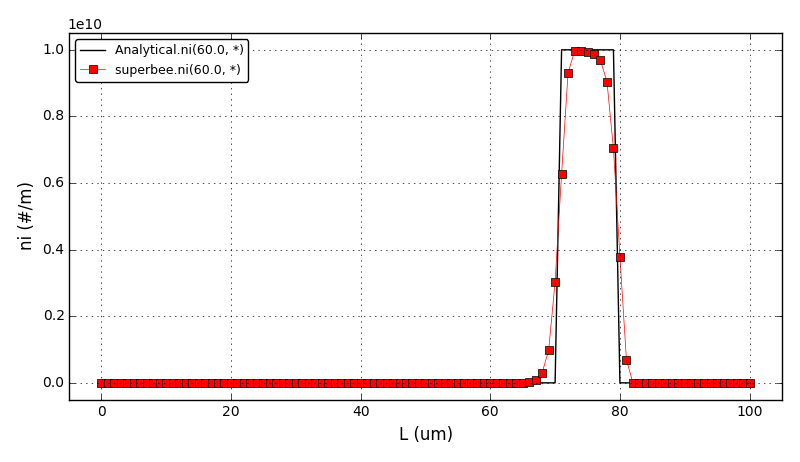 1e10
1.0
0.8
0.6
0.4
0.2
0.0
ni (#/m)
Analytical.ni(60.0, *)
superbee.ni(60.0, *)
0 20 40 60 80 100
L (um)